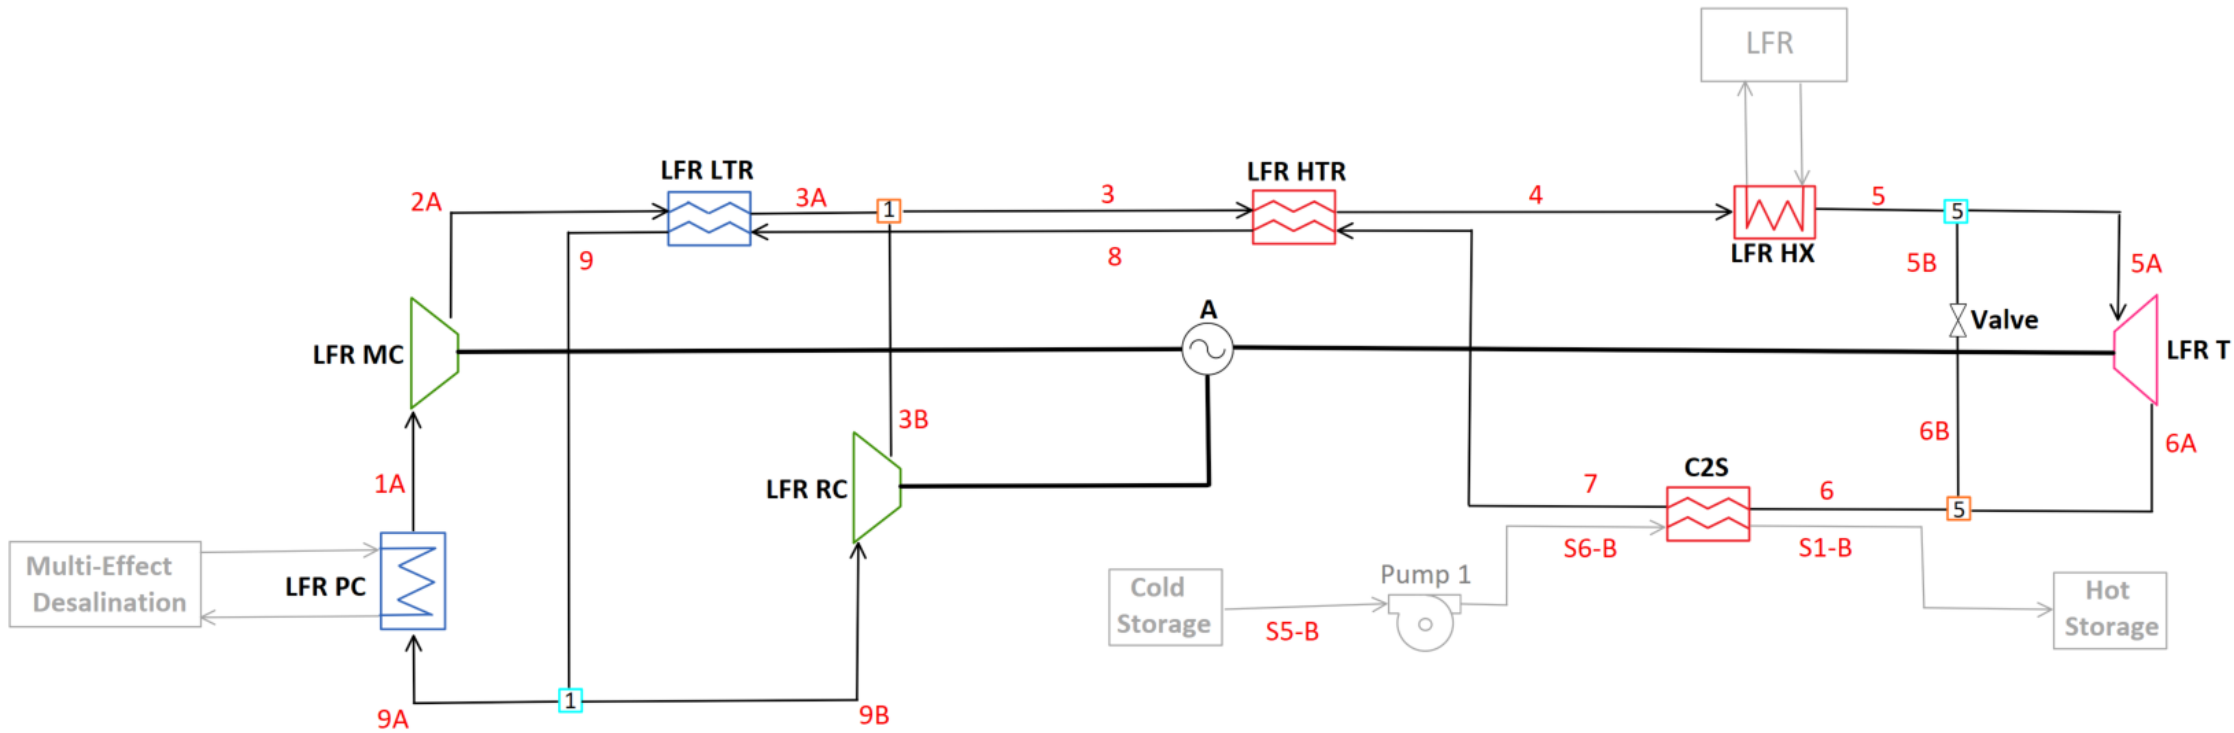 LFR
LFR LTR
LFR HTR
2A
3A
1
3
4
5
5
LFR HX
9
8
5B
5A
A
Valve
LFR MC
LFR T
3B
6B
6A
1A
LFR RC
C2S
7
6
5
S6-B
S1-B
Multi-Effect
Desalination
LFR PC
Cold
Storage
Pump 1
S5-B
Hot
Storage
1
9A
9B